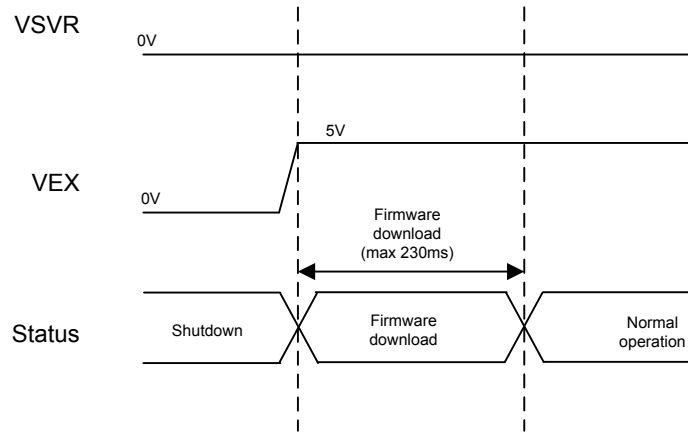 VSVR
0V
5V
VEX
0V
Firmware
download
(max 230ms)
Status
Shutdown
Firmware
download
Normal
operation